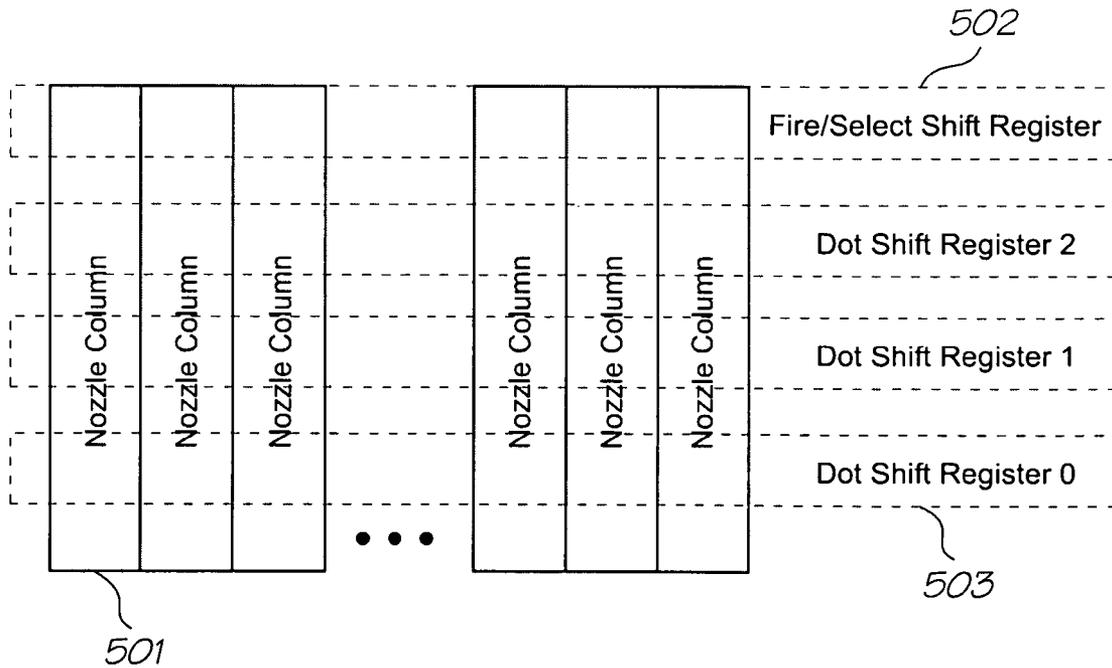 502
Fire/Select Shift Register
Dot Shift Register 2
Dot Shift Register 1
Dot Shift Register 0
Nozzle Column
Nozzle Column
Nozzle Column
Nozzle Column
Nozzle Column
Nozzle Column
503
501